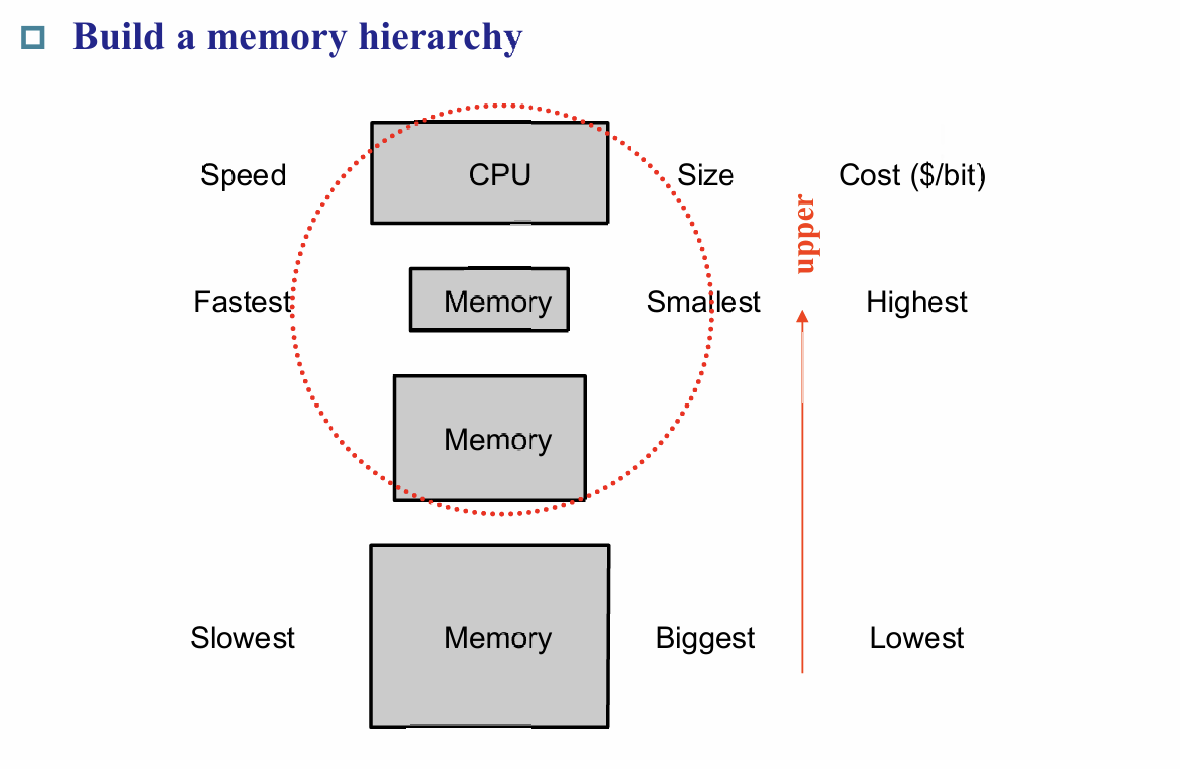 Build a memory hierarchy
Speed CPU Size Cost ($/bit)
upper
Fastest Memory Smallest Highest
Memory
Slowest Memory Biggest Lowest